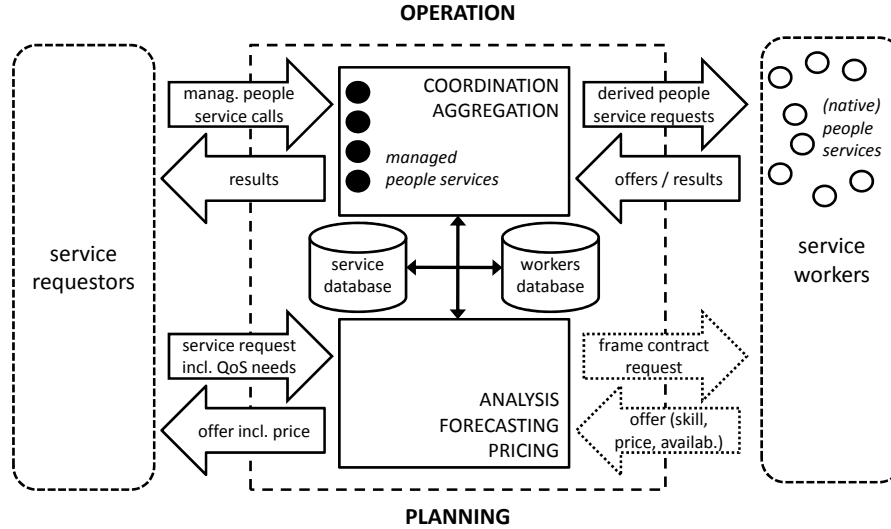 OPERATION
service
requestors
manag. people
service calls
results
COORDINATION
AGGREGATION
managed
people services
derived people
service requests
offers / results
(native)
people
services
service
workers
service
database
workers
database
service request
incl. QoS needs
offer incl. price
ANALYSIS
FORECASTING
PRICING
frame contract
request
offer (skill,
price, availab.)
PLANNING